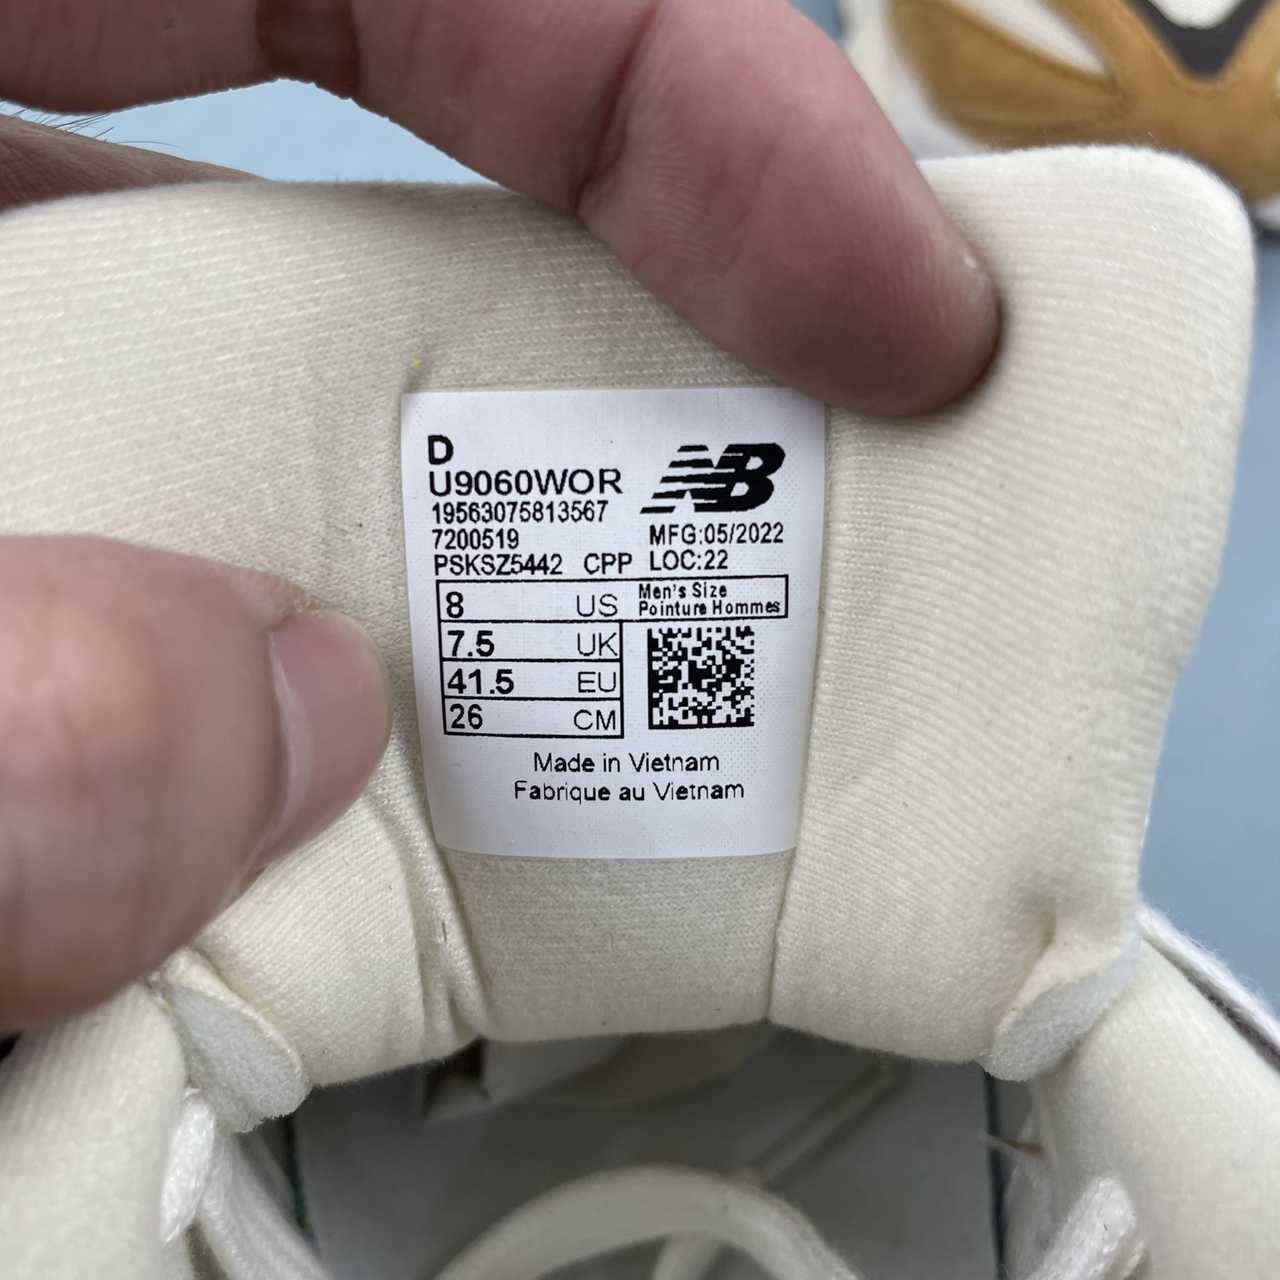 D
U9060WOR
NB
19563075813567
7200519
MFG:05/2022
PSKSZ5442 CPP LOC:22
8 US Men's Size
Pointure Hommes
7.5 UK
41.5 EU
26 CM
Made in Vietnam
Fabrique au Vietnam